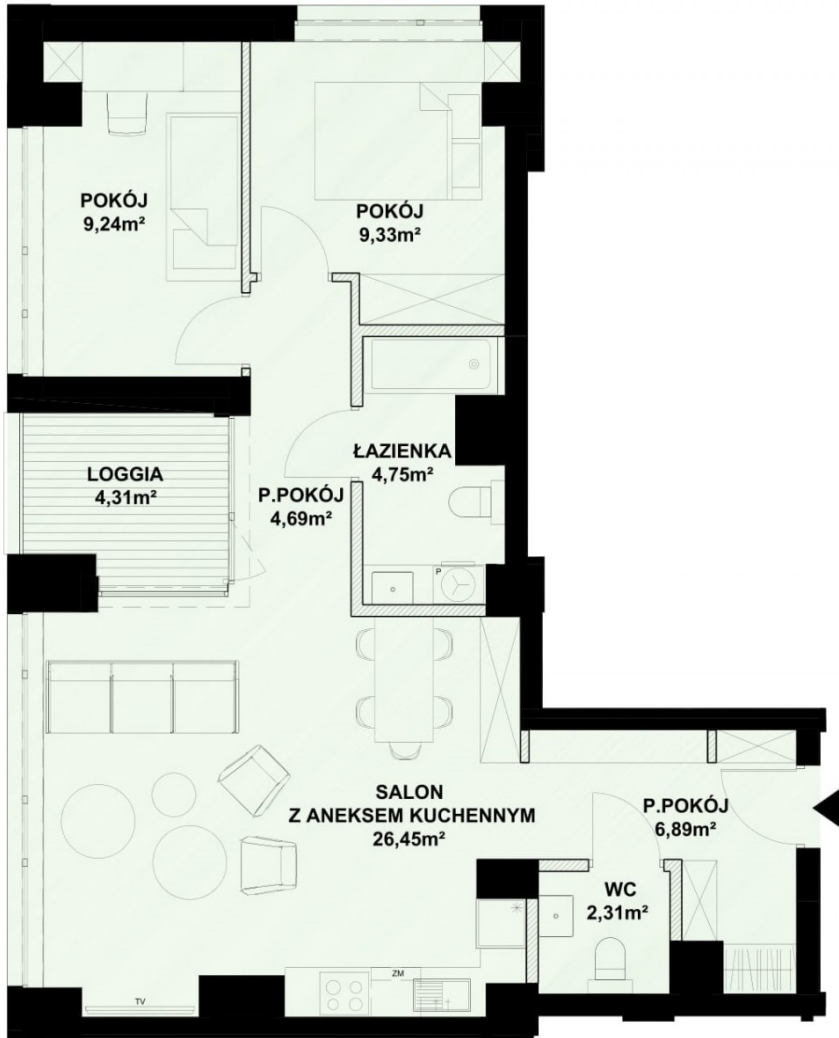 POKÓJ
9,24m²
POKÓJ
9,33m²
LOGGIA
4,31m²
P.POKÓJ
4,69m²
ŁAZIENKA
4,75m²
P
SALON
Z ANEKSEM KUCHENNYM
26,45m²
P.POKÓJ
6,89m²
WC
2,31m²
ZM
TV